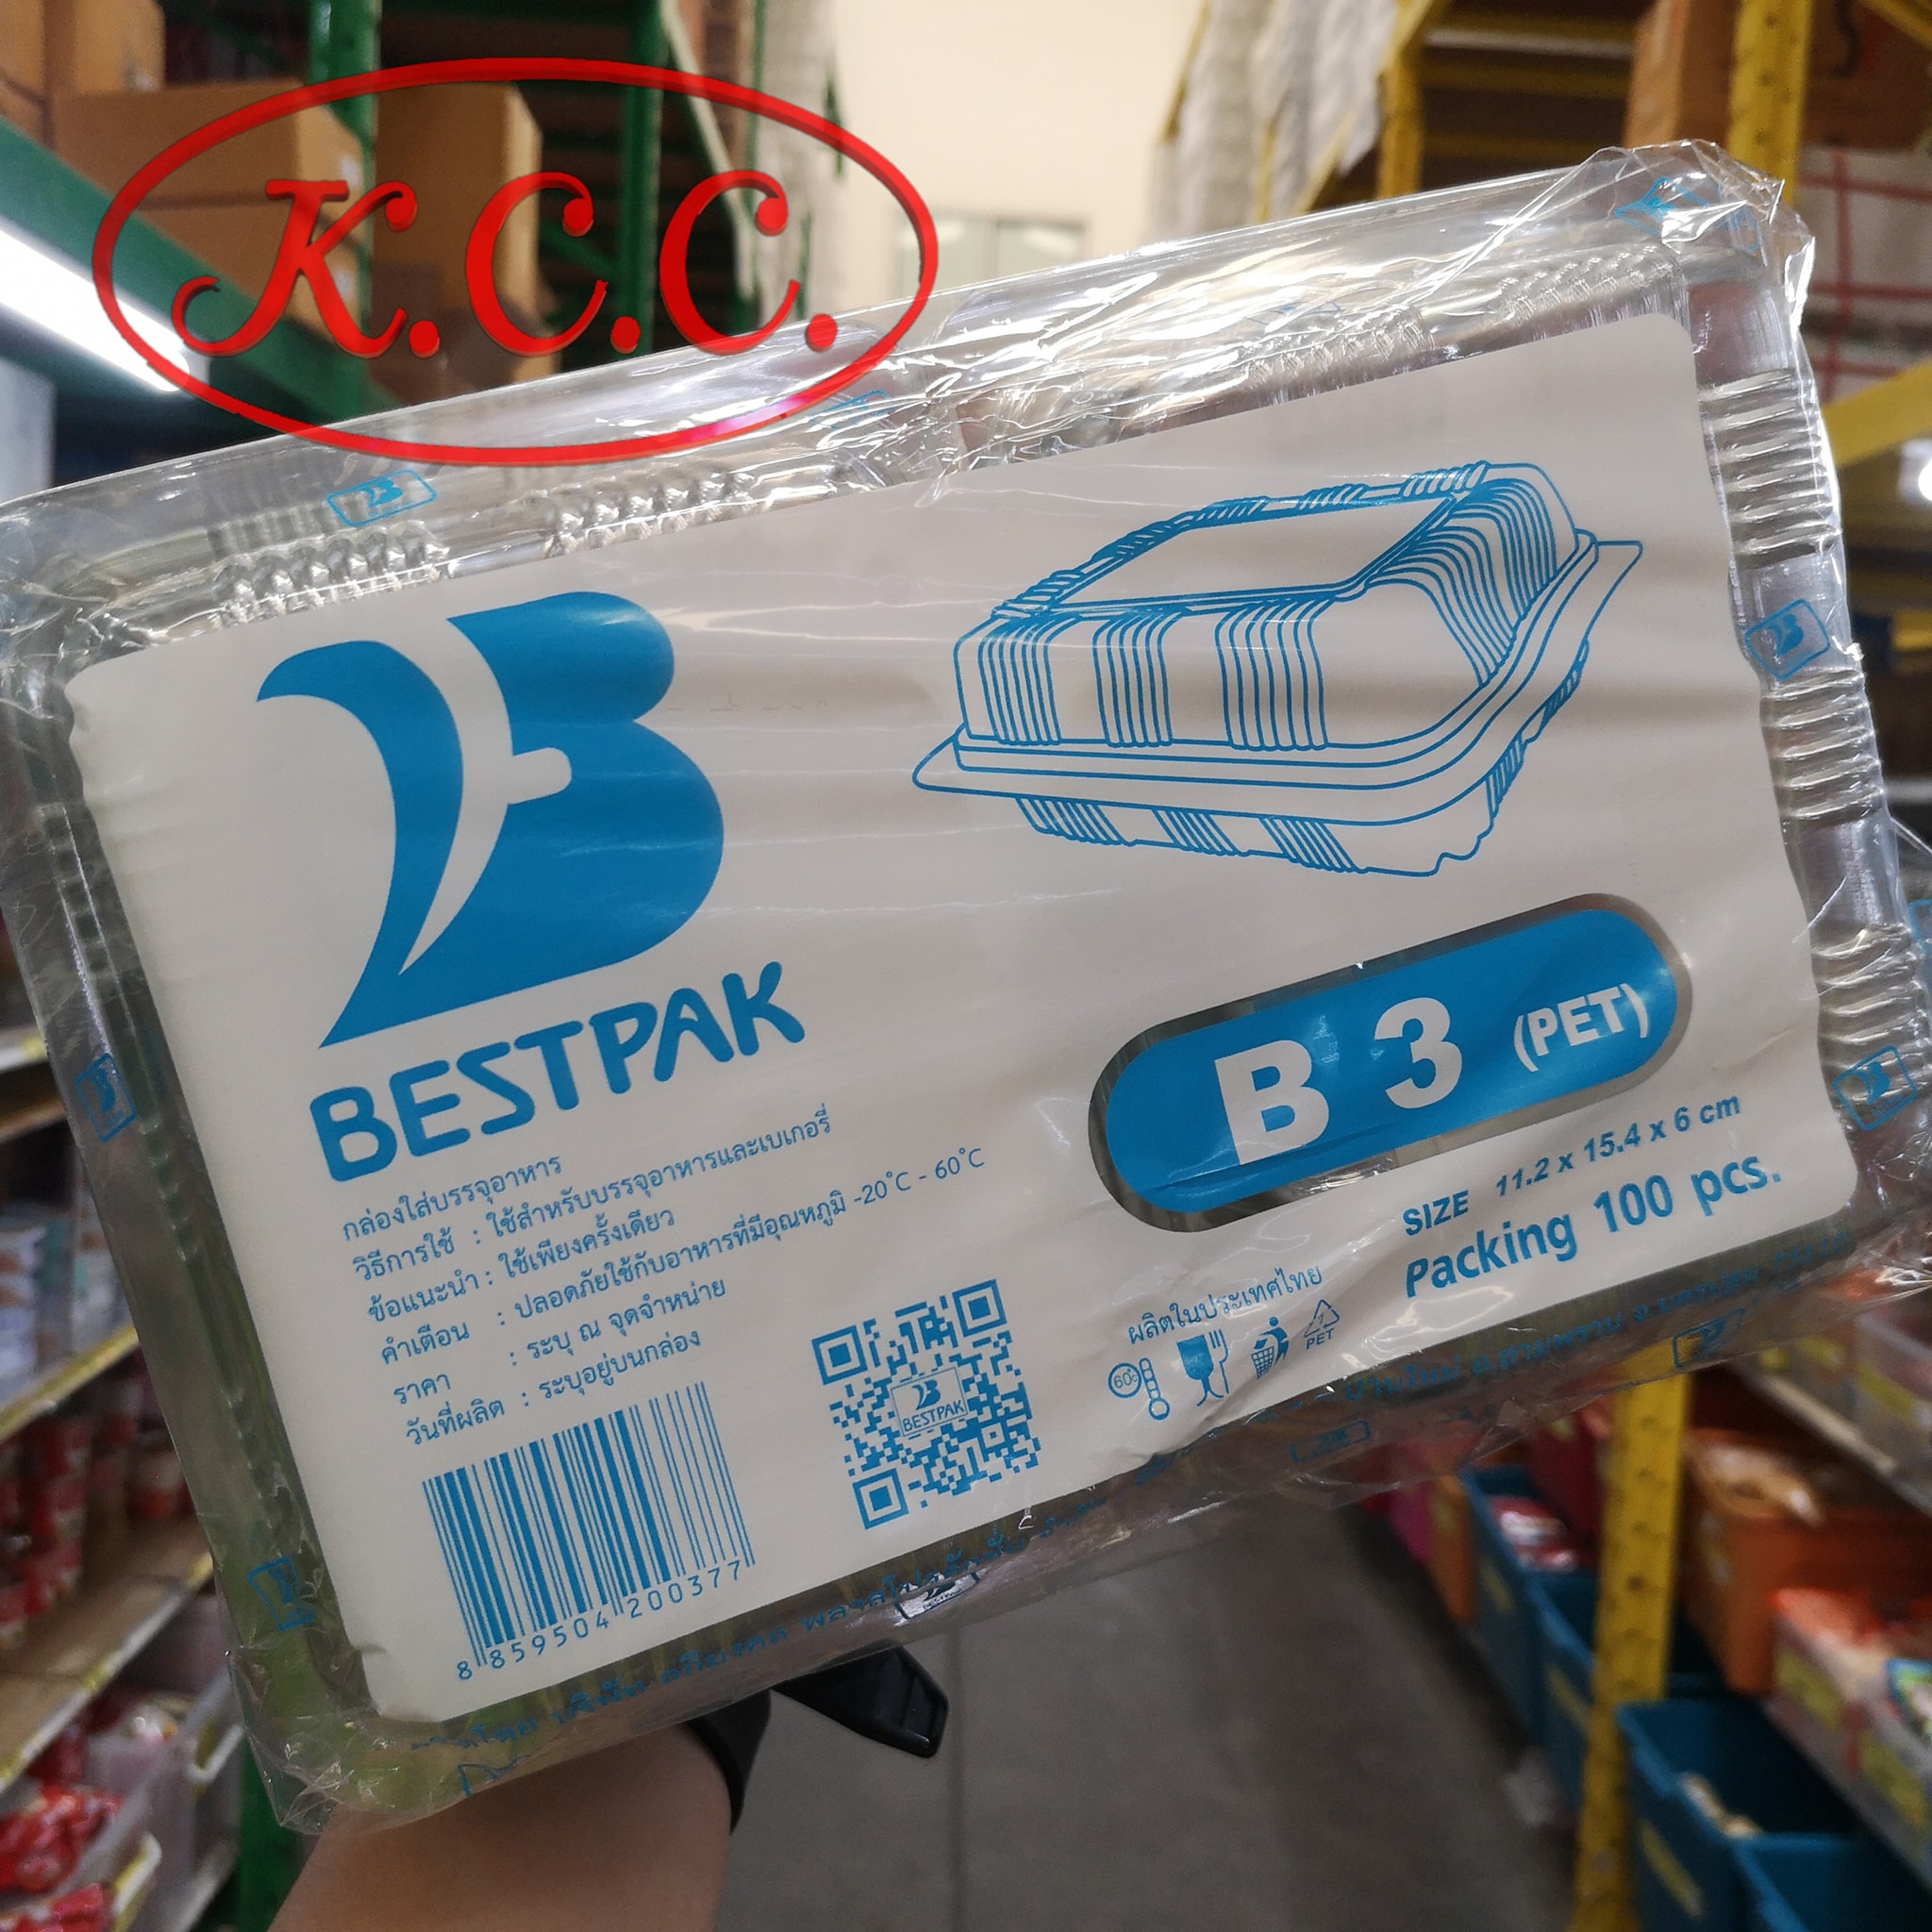 K.C.C.
BESTPAK
B 3 (PET)
SIZE 11.2 x 15.4 x 6 cm
Packing 100 pcs.
กล่องใส่บรรจุอาหาร
วิธีการใช้ : ใช้สำหรับบรรจุอาหารและเบเกอรี่
ข้อแนะนำ : ใช้เพียงครั้งเดียว
คำเตือน : ปลอดภัยใช้กับอาหารที่มีอุณหภูมิ -20°C - 60°C
ราคา : ระบุ ณ จุดจำหน่าย
วันที่ผลิต : ระบุอยู่บนกล่อง
ผลิตในประเทศไทย
60°
1
PET
BESTPAK
8 859504 200377